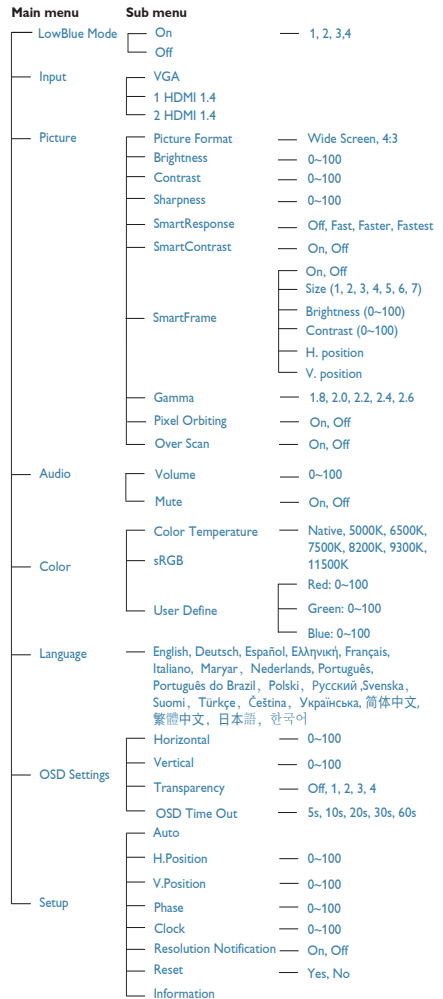 Main menu Sub menu
LowBlue Mode On 1, 2, 3,4
Off
Input VGA
1 HDMI 1.4
2 HDMI 1.4
Picture Picture Format Wide Screen, 4:3
Brightness 0~100
Contrast 0~100
Sharpness 0~100
SmartResponse Off, Fast, Faster, Fastest
SmartContrast On, Off
SmartFrame On, Off
Size (1, 2, 3, 4, 5, 6, 7)
Brightness (0~100)
Contrast (0~100)
H. position
V. position
Gamma 1.8, 2.0, 2.2, 2.4, 2.6
Pixel Orbiting On, Off
Over Scan On, Off
Audio Volume 0~100
Mute On, Off
Color Color Temperature Native, 5000K, 6500K,
7500K, 8200K, 9300K,
11500K
sRGB
User Define Red: 0~100
Green: 0~100
Blue: 0~100
Language English, Deutsch, Español, Ελληνική, Français,
Italiano, Maryar, Nederlands, Português,
Português do Brazil, Polski, Русский ,Svenska,
Suomi, Türkçe, Čeština, Українська, 简体中文,
繁體中文, 日本語, 한국어
OSD Settings Horizontal 0~100
Vertical 0~100
Transparency Off, 1, 2, 3, 4
OSD Time Out 5s, 10s, 20s, 30s, 60s
Setup Auto
H.Position 0~100
V.Position 0~100
Phase 0~100
Clock 0~100
Resolution Notification On, Off
Reset Yes, No
Information